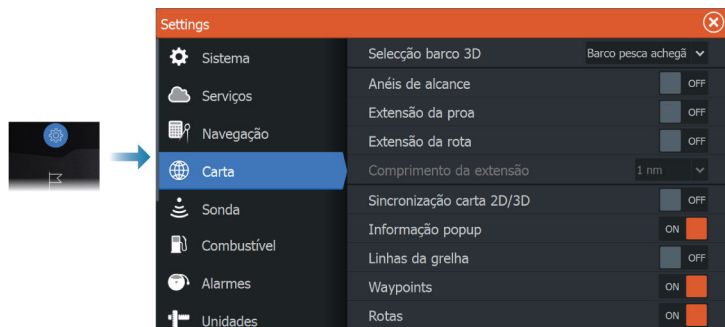 Settings
Sistema
Serviços
Navegação
Carta
Sonda
Combustível
Alarmes
Unidades
Selecção barco 3D Barco pesca achegã
Anéis de alcance OFF
Extensão da proa OFF
Extensão da rota OFF
Comprimento da extensão 1 nm
Sincronização carta 2D/3D OFF
Informação popup ON
Linhas da grelha OFF
Waypoints ON
Rotas ON